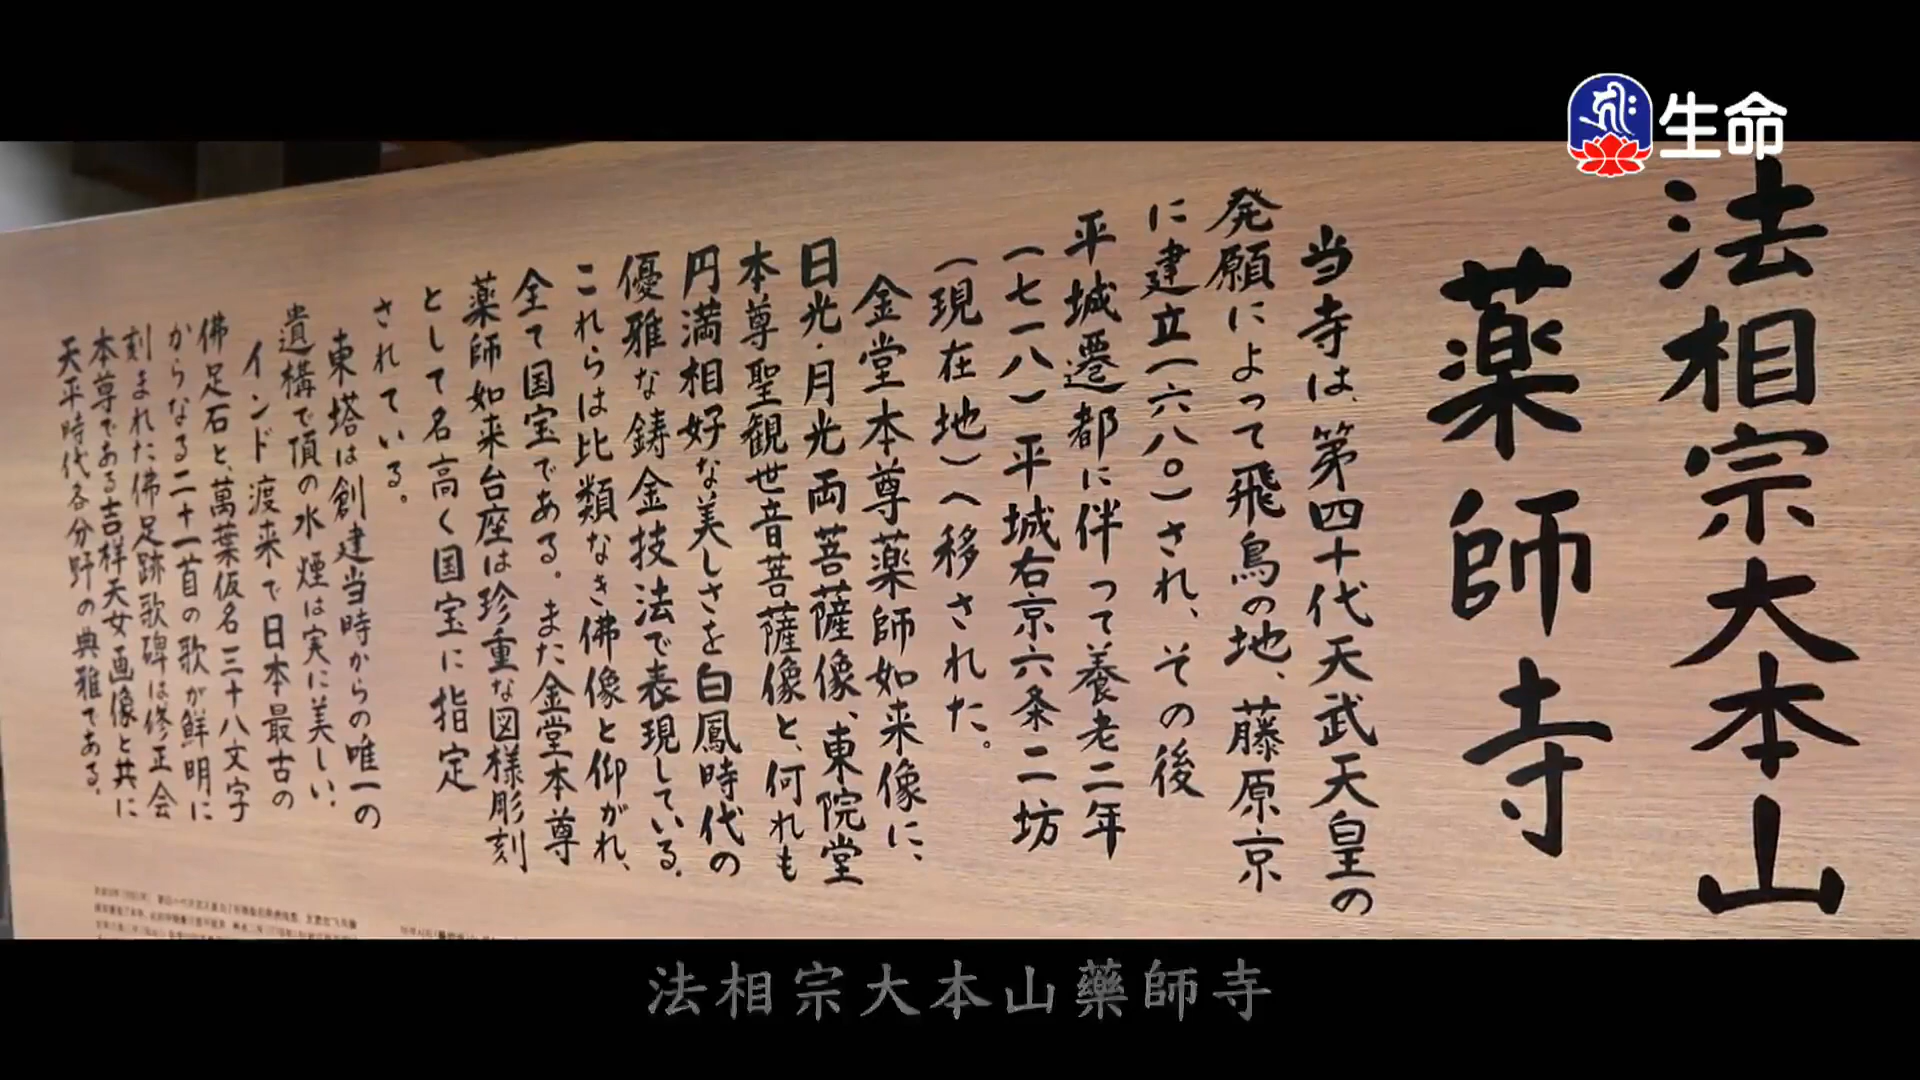 生命
法相宗大本山
薬師寺
当寺は、第四十代天武天皇の
発願によって飛鳥の地、藤原京
に建立(六八〇)され、その後
平城遷都に伴って養老二年
(七一八)平城右京六条二坊
(現在地)へ移された。
金堂本尊薬師如来像に、
日光・月光両菩薩像、東院堂
本尊聖観世音菩薩像と、何れも
円満相好な美しさを白鳳時代の
優雅な鋳金技法で表現している。
これらは比類なき佛像と仰がれ、
全て国宝である。また金堂本尊
薬師如来台座は珍重な図様彫刻
として名高く国宝に指定
されている。
東塔は創建当時からの唯一の
遺構で頂の水煙は実に美しい。
インド渡来で日本最古の
佛足石と、萬葉仮名三十八文字
からなる二十一首の歌が鮮明に
刻まれた佛足跡歌碑は修正会
本尊である吉祥天女画像と共に
天平時代各分野の典雅である。
法相宗大本山藥師寺